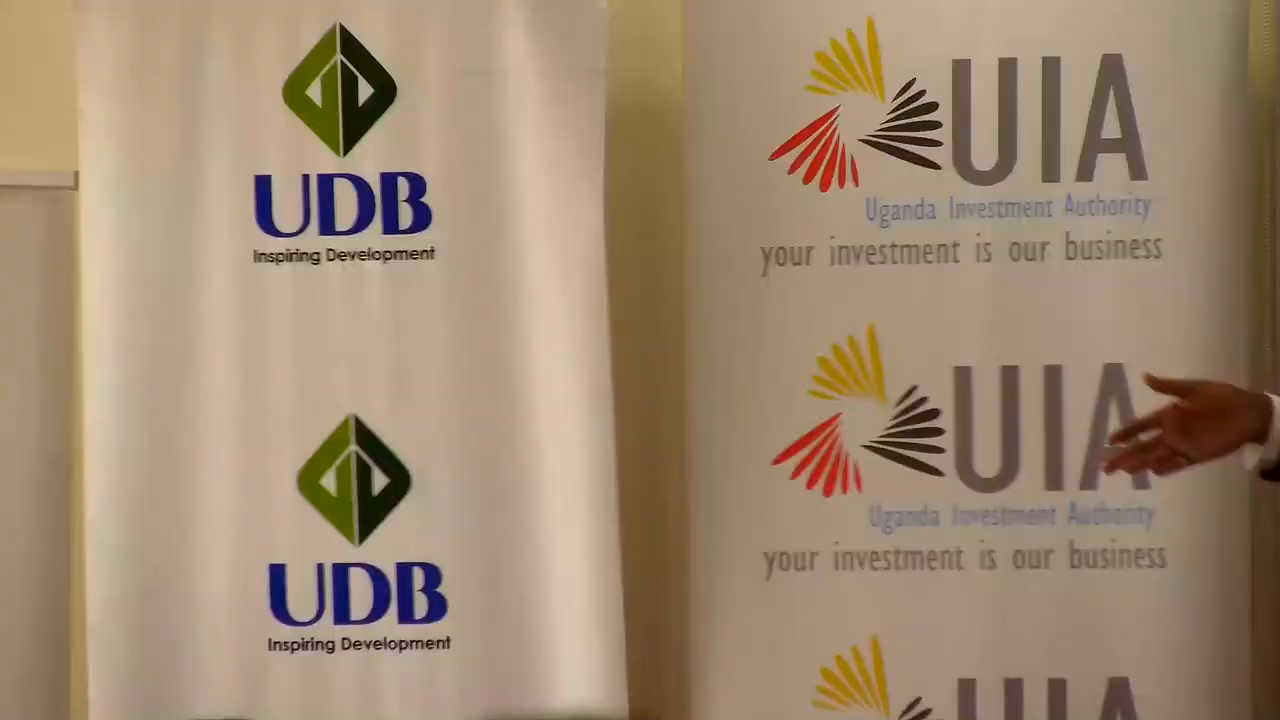 UDB
Inspiring Development
UDB
Inspiring Development
UIA
Uganda Investment Authority
your investment is our business
UIA
Uganda Investment Authority
your investment is our business
UIA